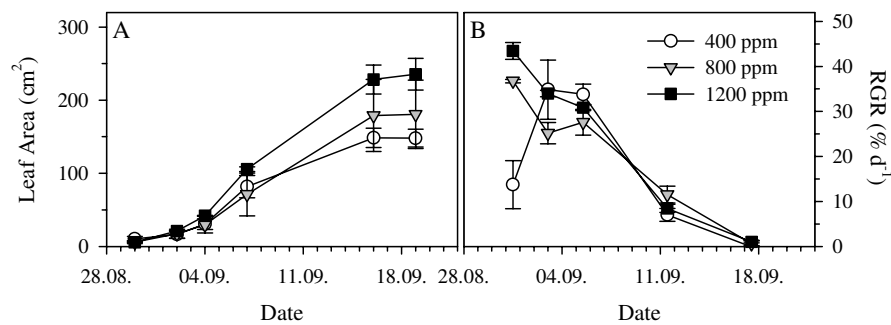 A
B
300
200
100
0
Leaf Area (cm²)
28.08.
04.09.
11.09.
18.09.
Date
400 ppm
800 ppm
1200 ppm
50
40
30
20
10
0
RGR (% d⁻¹)
28.08.
04.09.
11.09.
18.09.
Date